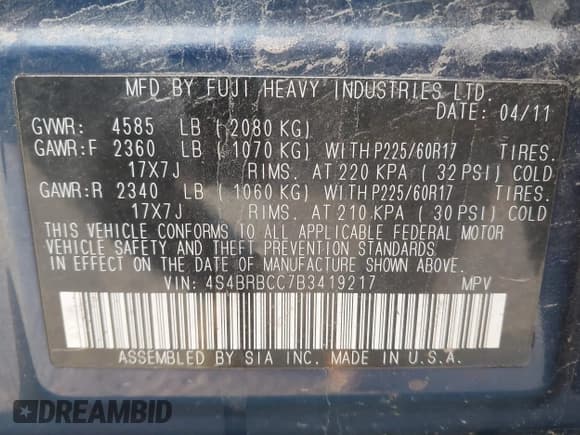 MFD BY FUJI HEAVY INDUSTRIES LTD.
DATE: 04/11
GVWR: 4585 LB ( 2080 KG)
GAWR:F 2360 LB ( 1070 KG) WITH P225/60R17 TIRES.
17X7J RIMS. AT 220 KPA ( 32 PSI) COLD
GAWR:R 2340 LB ( 1060 KG) WITH P225/60R17 TIRES.
17X7J RIMS. AT 210 KPA ( 30 PSI) COLD
THIS VEHICLE CONFORMS TO ALL APPLICABLE FEDERAL MOTOR
VEHICLE SAFETY AND THEFT PREVENTION STANDARDS
IN EFFECT ON THE DATE OF MANUFACTURE SHOWN ABOVE.
VIN: 4S4BRBCC7B3419217 MPV
ASSEMBLED BY SIA INC. MADE IN U.S.A.
DREAMBID